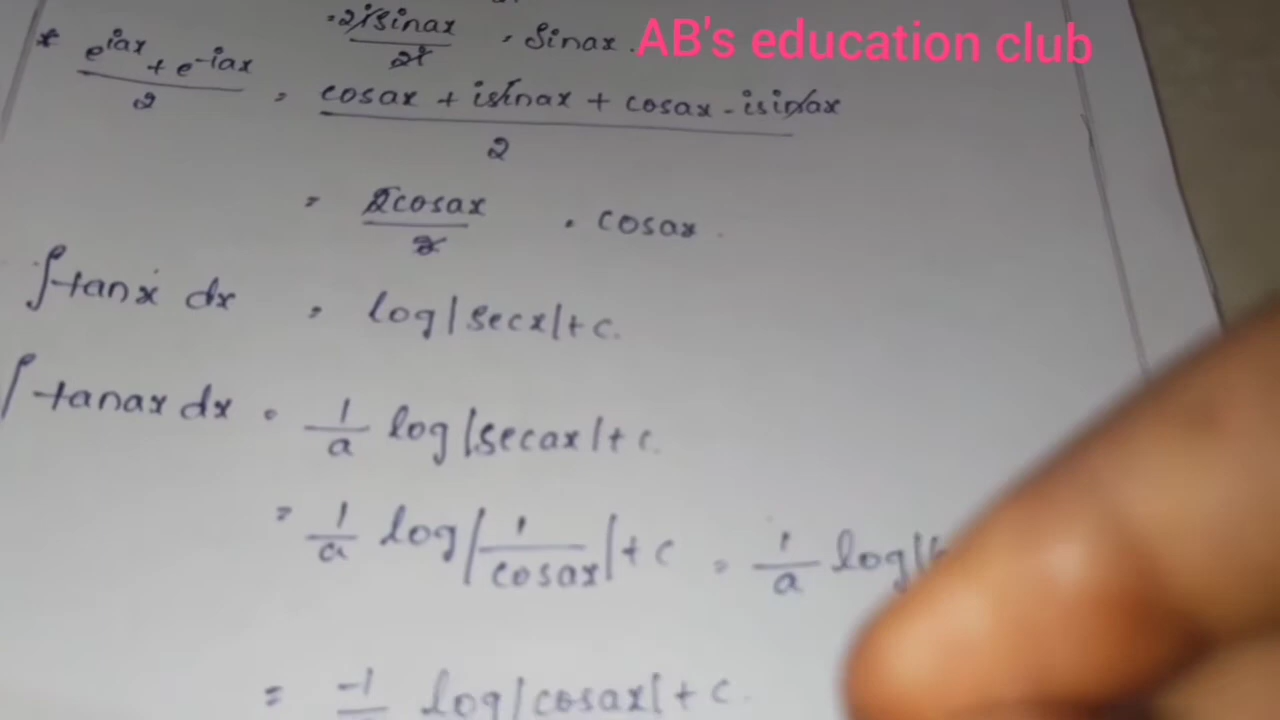 = 2isinax / 2i = Sinax. AB's education club
* e^iax + e^-iax / 2 = cosax + isinax + cosax - isinax / 2
= 2cosax / 2 = cosax.
∫tanx dx = log|secx|+c.
∫tanax dx = 1/a log|secax|+c.
= 1/a log|1/cosax|+c = 1/a log|
= -1 log|cosax|+c.